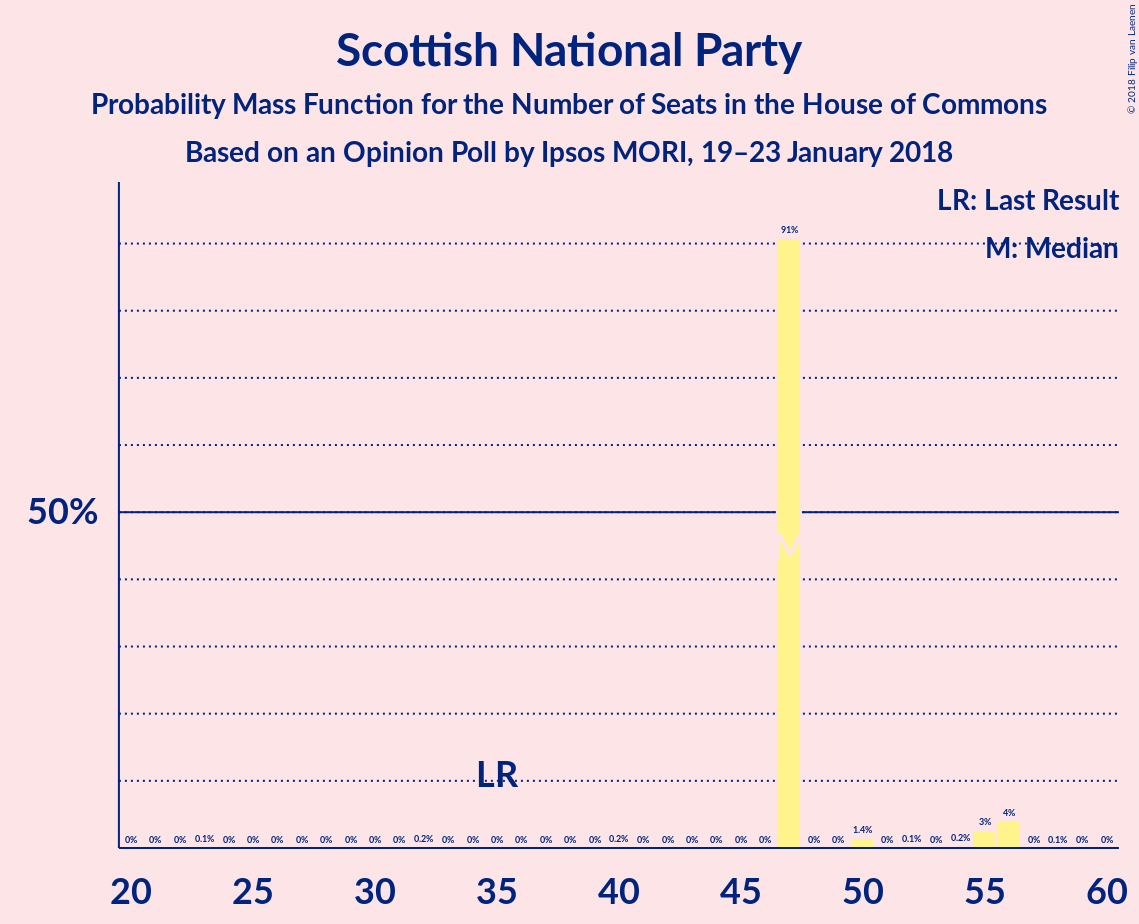 Scottish National Party
Probability Mass Function for the Number of Seats in the House of Commons
Based on an Opinion Poll by Ipsos MORI, 19–23 January 2018
© 2018 Filip van Laenen
LR: Last Result
M: Median
91%
50%
M
LR
0% 0% 0% 0.1% 0% 0% 0% 0% 0% 0% 0% 0% 0.2% 0% 0% 0% 0% 0% 0% 0% 0.2% 0% 0% 0% 0% 0% 0% 0% 0% 1.4% 0% 0.1% 0% 0.2% 3% 4% 0% 0.1% 0% 0%
20 25 30 35 40 45 50 55 60